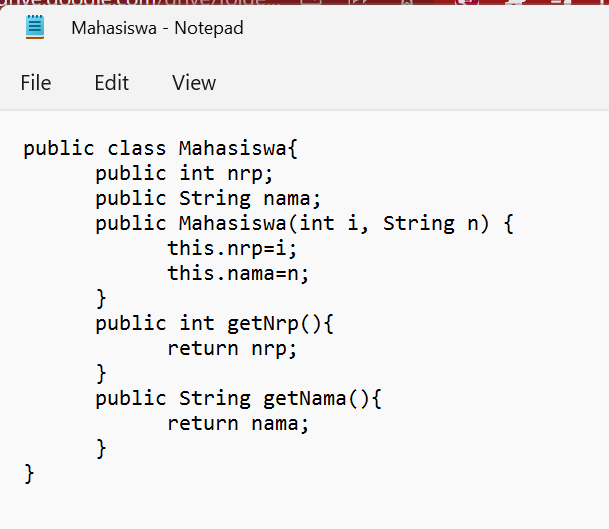 Mahasiswa - Notepad
File Edit View
public class Mahasiswa{
public int nrp;
public String nama;
public Mahasiswa(int i, String n) {
this.nrp=i;
this.nama=n;
}
public int getNrp(){
return nrp;
}
public String getNama(){
return nama;
}
}